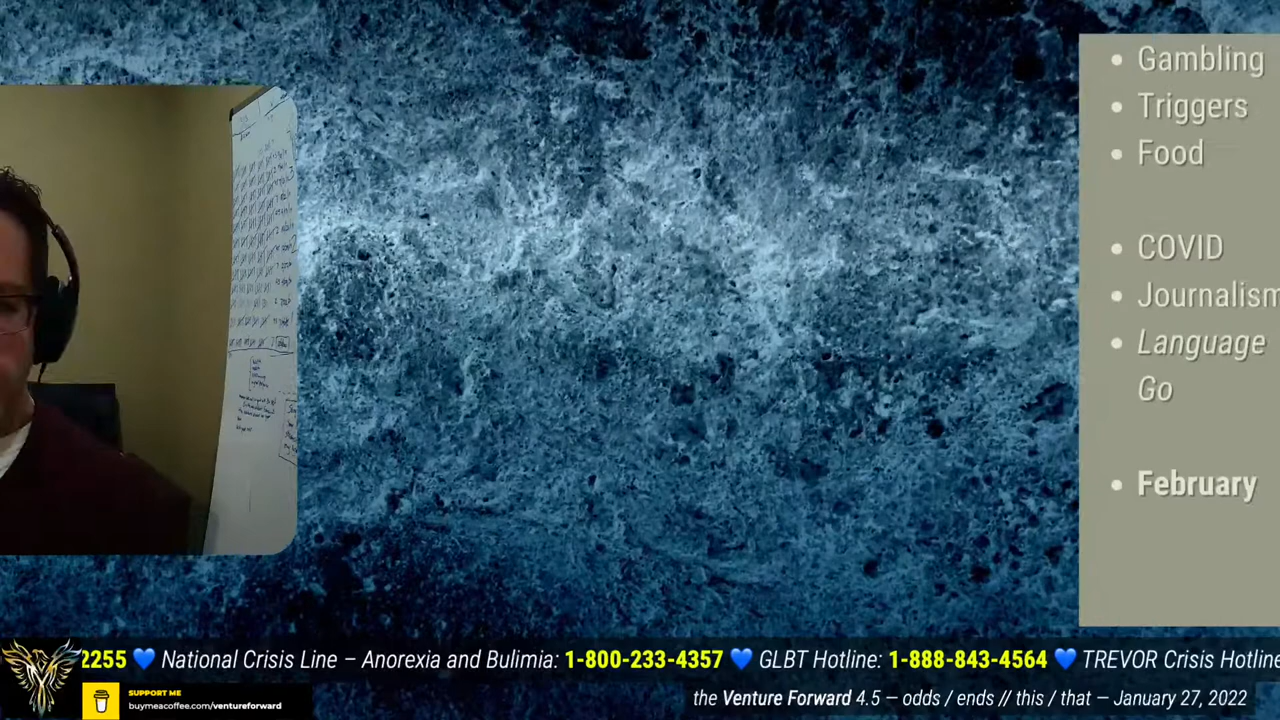 Gambling
Triggers
Food
COVID
Journalism
Language
Go
February
2255 💙 National Crisis Line – Anorexia and Bulimia: 1-800-233-4357 💙 GLBT Hotline: 1-888-843-4564 💙 TREVOR Crisis Hotline
SUPPORT ME
buymeacoffee.com/ventureforward
the Venture Forward 4.5 – odds / ends // this / that – January 27, 2022